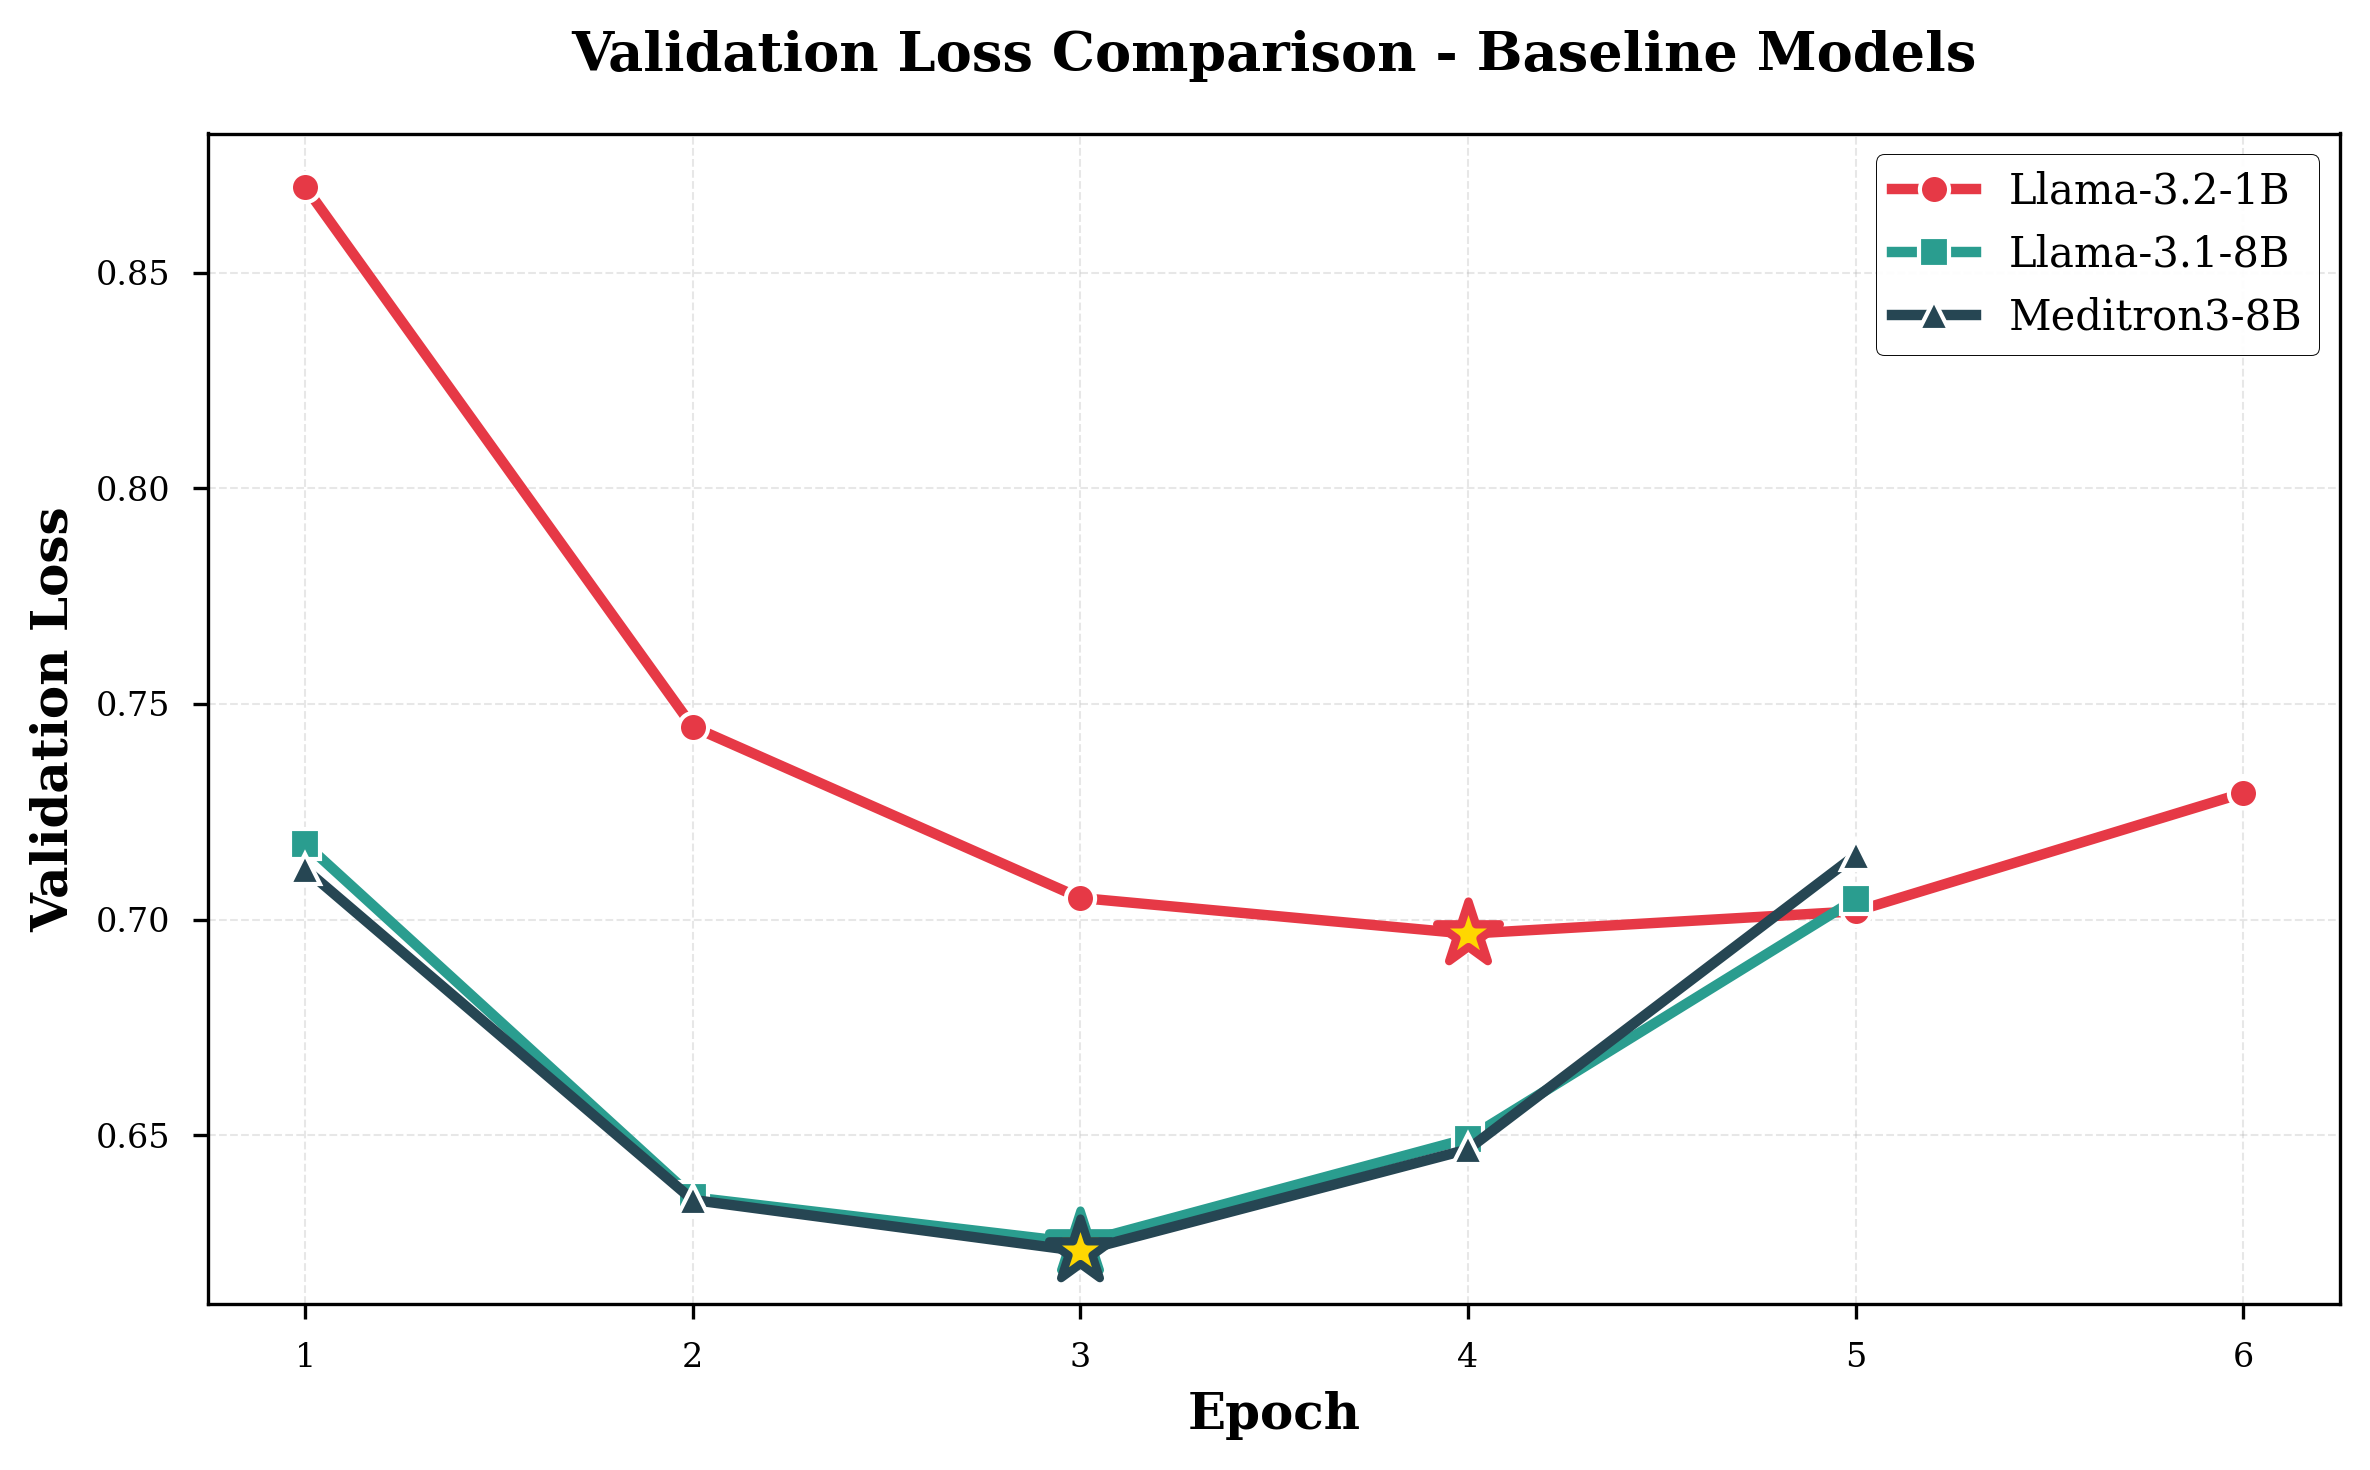 Validation Loss Comparison - Baseline Models
Llama-3.2-1B
Llama-3.1-8B
Meditron3-8B
Validation Loss
0.85
0.80
0.75
0.70
0.65
1 2 3 4 5 6
Epoch